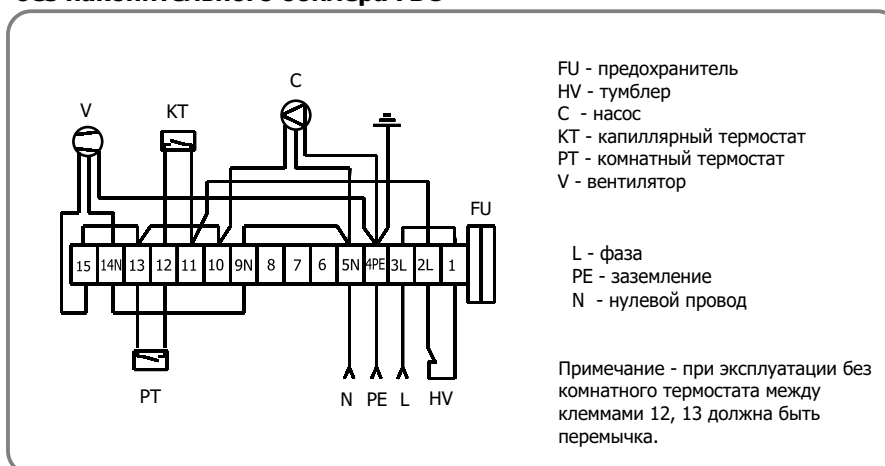 C
V
KT
FU
15 14N 13 12 11 10 9N 8 7 6 5N 4PE 3L 2L 1
PT
N PE L HV
FU - предохранитель
HV - тумблер
C - насос
KT - капиллярный термостат
PT - комнатный термостат
V - вентилятор
L - фаза
PE - заземление
N - нулевой провод
Примечание - при эксплуатации без
комнатного термостата между
клеммами 12, 13 должна быть
перемычка.